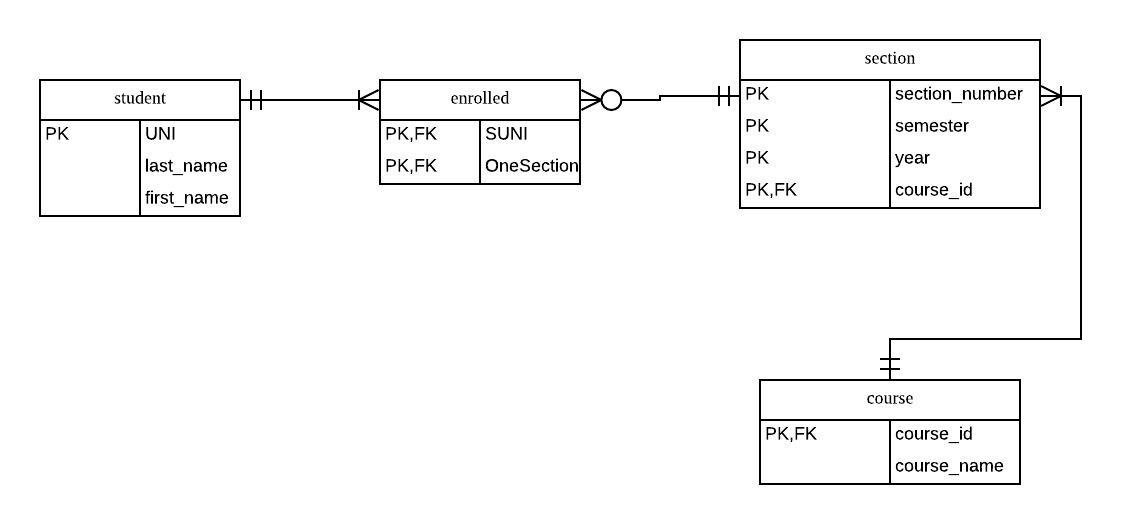 student
PK UNI
last_name
first_name
enrolled
PK,FK SUNI
PK,FK OneSection
section
PK section_number
PK semester
PK year
PK,FK course_id
course
PK,FK course_id
course_name